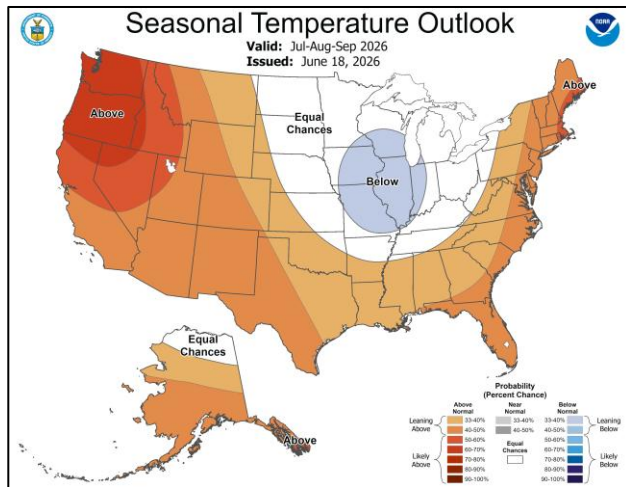 Seasonal Temperature Outlook
Valid: Jul-Aug-Sep 2026
Issued: June 18, 2026
NOAA
Above
Equal
Chances
Below
Above
Equal
Chances
Above
Probability
(Percent Chance)
Above
Normal
Near
Normal
Below
Normal
Leaning
Above
33-40%
40-50%
33-40%
40-50%
33-40%
40-50%
Leaning
Below
Likely
Above
50-60%
60-70%
70-80%
80-90%
90-100%
Equal
Chances
50-60%
60-70%
70-80%
80-90%
90-100%
Likely
Below